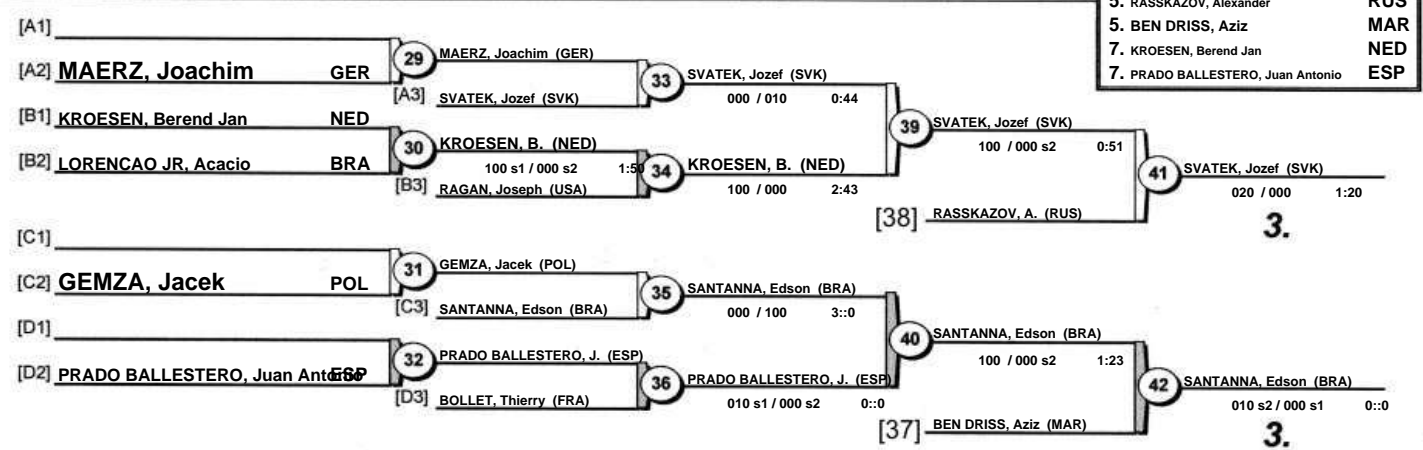 5. RASSKAZOV, Alexander RUS
5. BEN DRISS, Aziz MAR
7. KROESEN, Berend Jan NED
7. PRADO BALLESTERO, Juan Antonio ESP
[A1]
[A2] MAERZ, Joachim GER
29 MAERZ, Joachim (GER)
[A3] SVATEK, Jozef (SVK)
33 SVATEK, Jozef (SVK)
000 / 010 0:44
[B1] KROESEN, Berend Jan NED
[B2] LORENCAO JR, Acacio BRA
30 KROESEN, B. (NED)
100 s1 / 000 s2 1:50
[B3] RAGAN, Joseph (USA)
34 KROESEN, B. (NED)
100 / 000 2:43
39 SVATEK, Jozef (SVK)
100 / 000 s2 0:51
[38] RASSKAZOV, A. (RUS)
41 SVATEK, Jozef (SVK)
020 / 000 1:20
3.
[C1]
[C2] GEMZA, Jacek POL
31 GEMZA, Jacek (POL)
[C3] SANTANNA, Edson (BRA)
35 SANTANNA, Edson (BRA)
000 / 100 3::0
[D1]
[D2] PRADO BALLESTERO, Juan Antonio ESP
32 PRADO BALLESTERO, J. (ESP)
[D3] BOLLET, Thierry (FRA)
36 PRADO BALLESTERO, J. (ESP)
010 s1 / 000 s2 0::0
40 SANTANNA, Edson (BRA)
100 / 000 s2 1:23
[37] BEN DRISS, Aziz (MAR)
42 SANTANNA, Edson (BRA)
010 s2 / 000 s1 0::0
3.